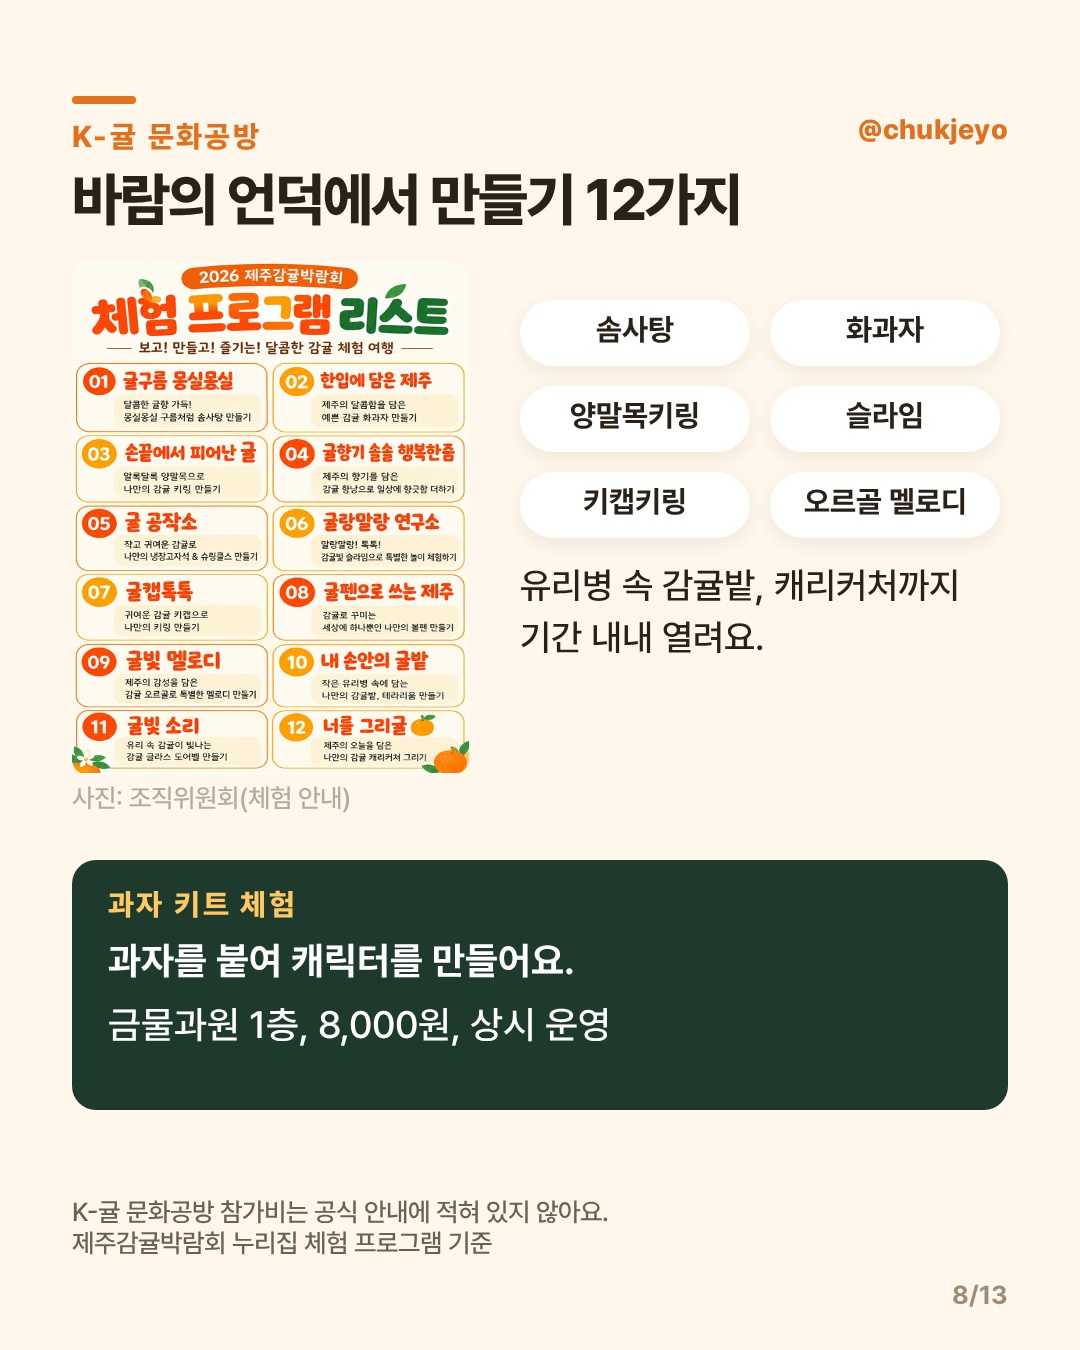 K-귤 문화공방
@chukjeyo
바람의 언덕에서 만들기 12가지
2026 제주감귤박람회
체험 프로그램 리스트
보고! 만들고! 즐기는! 달콤한 감귤 체험 여행
01 귤구름 몽실몽실
달콤한 귤향 가득!
몽실몽실 구름처럼 솜사탕 만들기
02 한입에 담은 제주
제주의 달콤함을 담은
예쁜 감귤 화과자 만들기
03 손끝에서 피어난 귤
알록달록 양말목으로
나만의 감귤 키링 만들기
04 귤향기 솔솔 행복한줌
제주의 향기를 담은
감귤 향낭으로 일상에 향긋함 더하기
05 귤 공작소
작고 귀여운 감귤로
나만의 냉장고자석 & 슈링클스 만들기
06 귤랑말랑 연구소
말랑말랑! 톡톡!
감귤빛 슬라임으로 특별한 놀이 체험하기
07 귤캡톡톡
귀여운 감귤 키캡으로
나만의 키링 만들기
08 귤펜으로 쓰는 제주
감귤로 꾸미는
세상에 하나뿐인 나만의 볼펜 만들기
09 귤빛 멜로디
제주의 감성을 담은
감귤 오르골로 특별한 멜로디 만들기
10 내 손안의 귤밭
작은 유리병 속에 담는
나만의 감귤밭, 테라리움 만들기
11 귤빛 소리
유리 속 감귤이 빛나는
감귤 글라스 도어벨 만들기
12 너를 그리귤
제주의 오늘을 담은
나만의 감귤 캐리커쳐 그리기
사진: 조직위원회(체험 안내)
솜사탕
화과자
양말목키링
슬라임
키캡키링
오르골 멜로디
유리병 속 감귤밭, 캐리커처까지
기간 내내 열려요.
과자 키트 체험
과자를 붙여 캐릭터를 만들어요.
금물과원 1층, 8,000원, 상시 운영
K-귤 문화공방 참가비는 공식 안내에 적혀 있지 않아요.
제주감귤박람회 누리집 체험 프로그램 기준
8/13